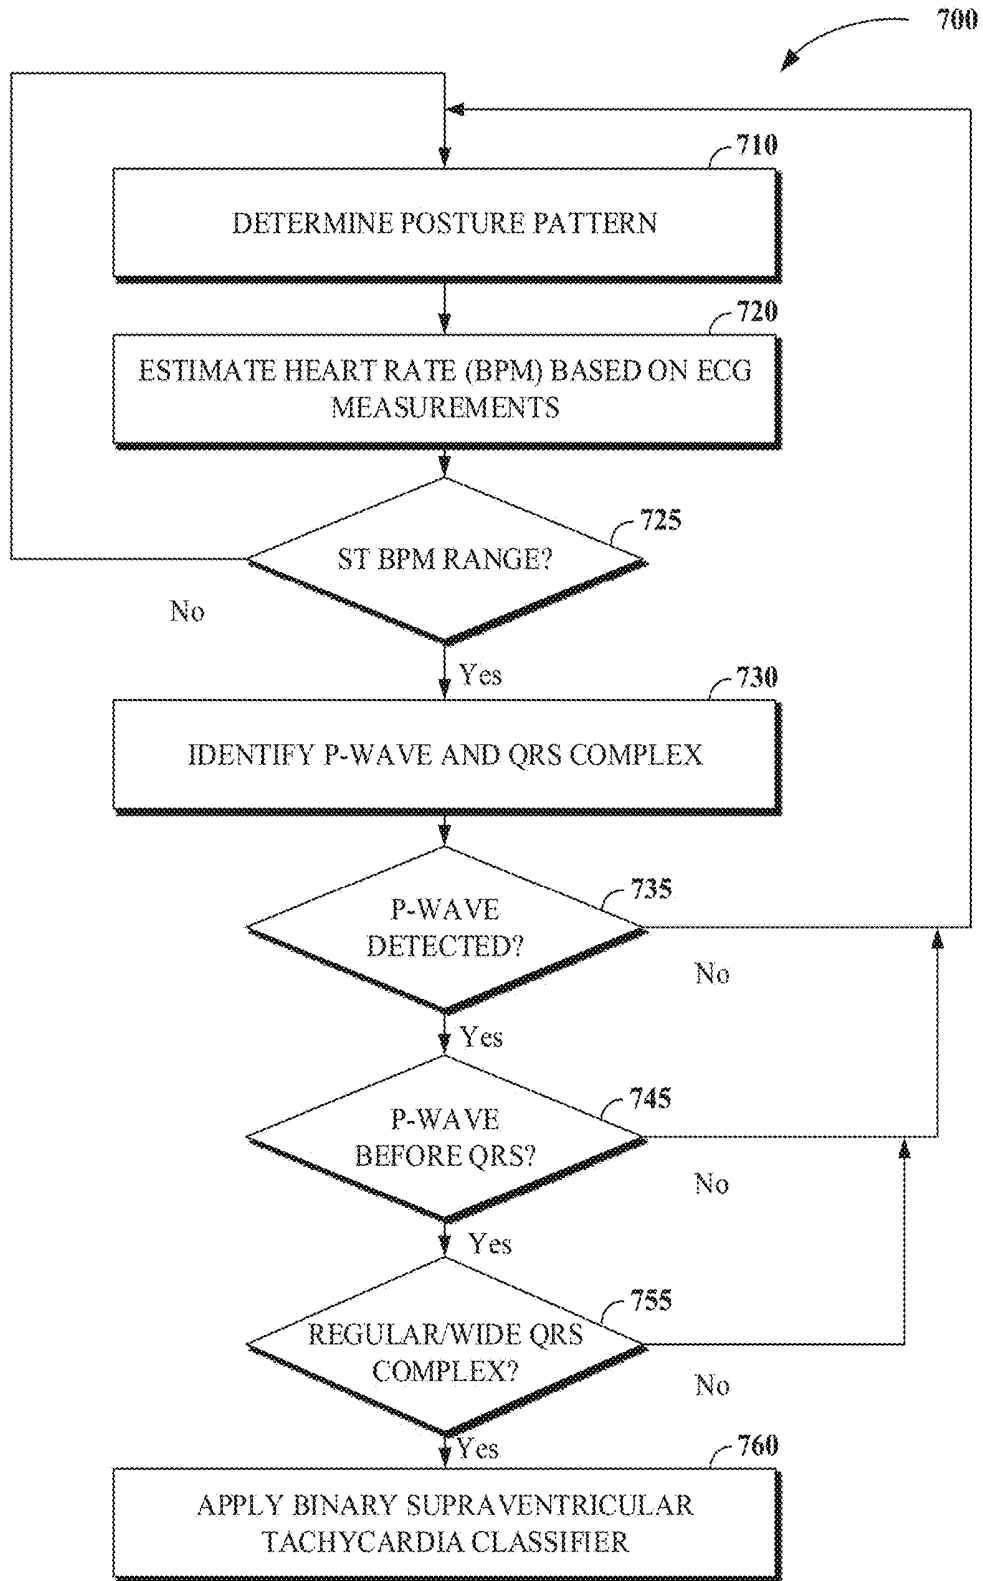 700
710
DETERMINE POSTURE PATTERN
720
ESTIMATE HEART RATE (BPM) BASED ON ECG
MEASUREMENTS
725
ST BPM RANGE?
No
Yes
730
IDENTIFY P-WAVE AND QRS COMPLEX
735
P-WAVE
DETECTED?
No
Yes
745
P-WAVE
BEFORE QRS?
No
Yes
755
REGULAR/WIDE QRS
COMPLEX?
No
Yes
760
APPLY BINARY SUPRAVENTRICULAR
TACHYCARDIA CLASSIFIER